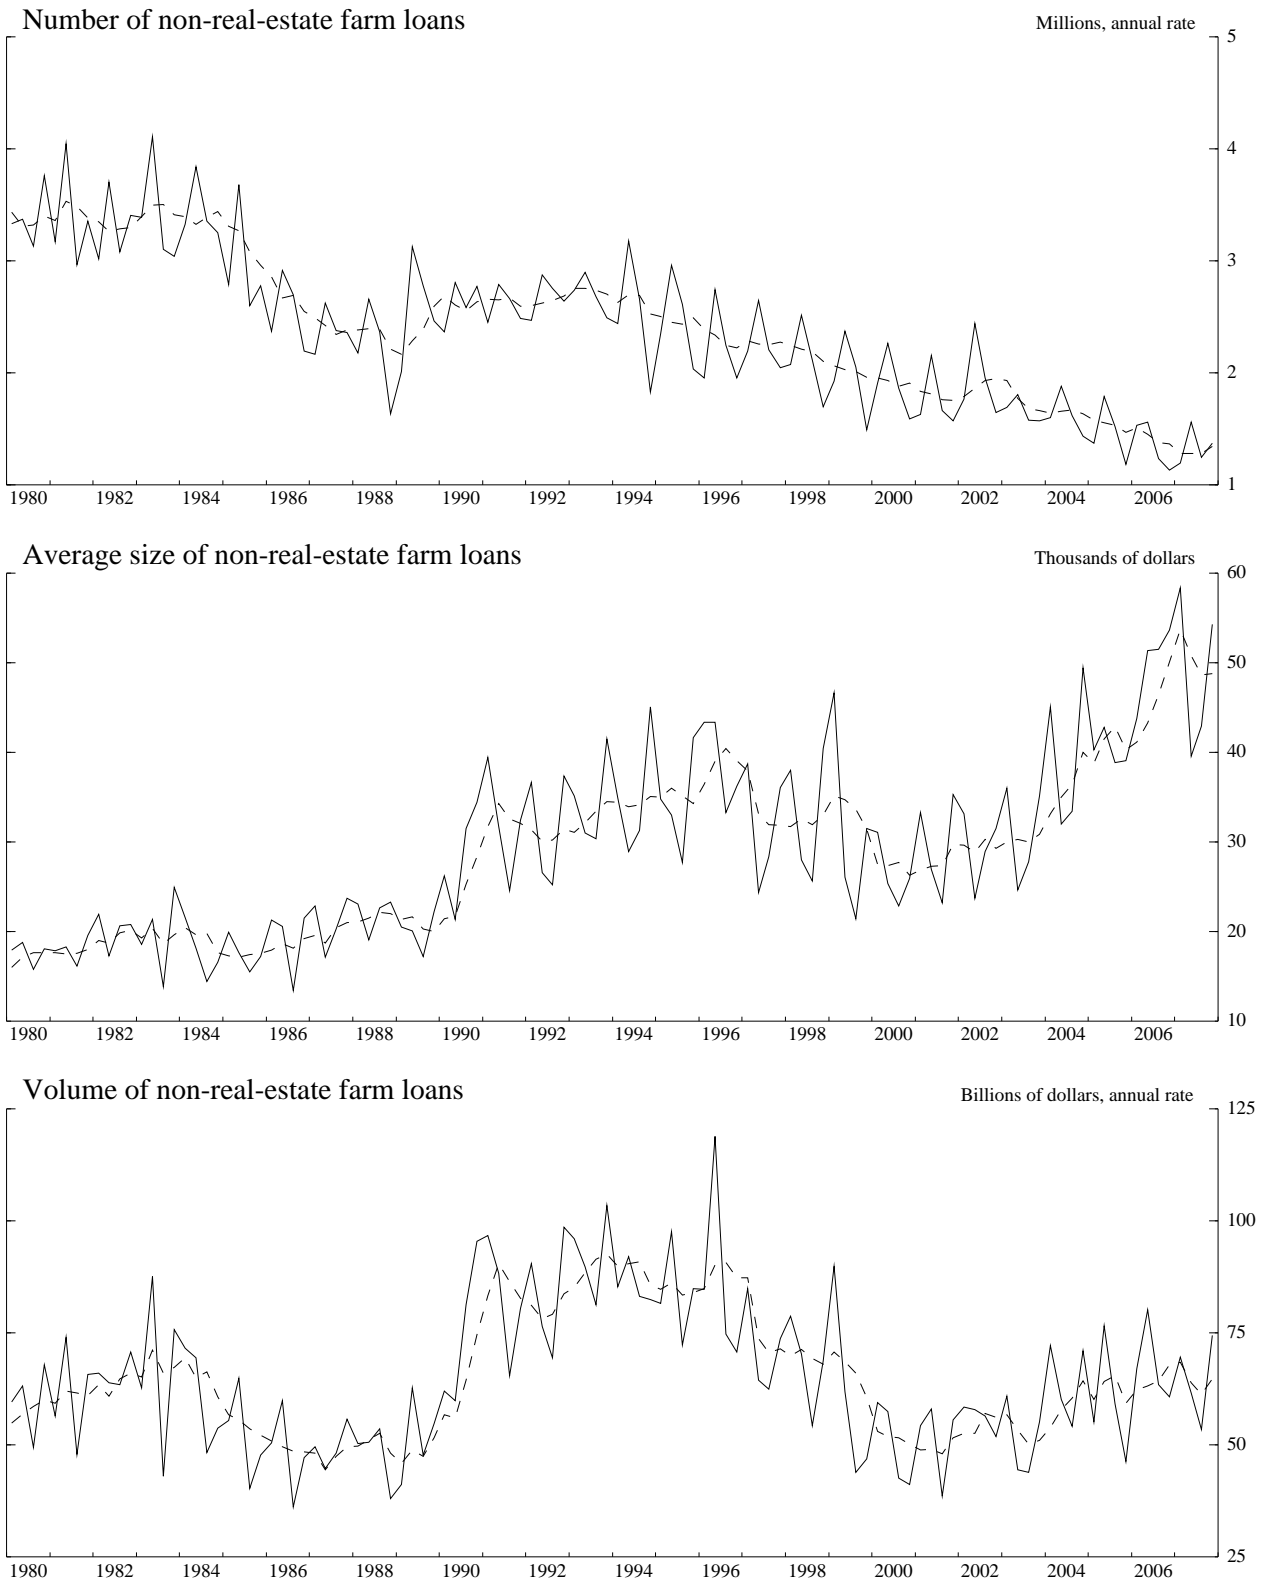 Number of non-real-estate farm loans
Millions, annual rate
5
4
3
2
1
1980 1982 1984 1986 1988 1990 1992 1994 1996 1998 2000 2002 2004 2006
Average size of non-real-estate farm loans
Thousands of dollars
60
50
40
30
20
10
1980 1982 1984 1986 1988 1990 1992 1994 1996 1998 2000 2002 2004 2006
Volume of non-real-estate farm loans
Billions of dollars, annual rate
125
100
75
50
25
1980 1982 1984 1986 1988 1990 1992 1994 1996 1998 2000 2002 2004 2006